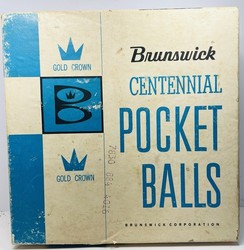 Brunswick
GOLD CROWN
CENTENNIAL
B
POCKET
GOLD CROWN
BALLS
BRUNSWICK CORPORATION